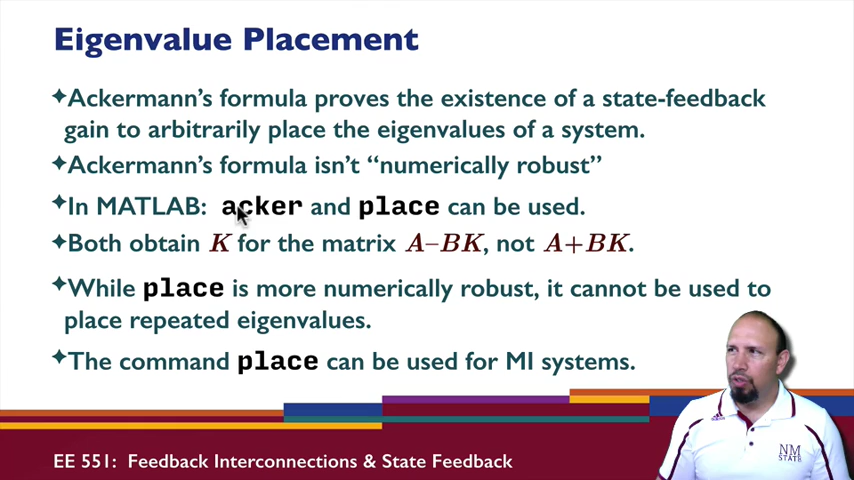 Eigenvalue Placement
✦Ackermann's formula proves the existence of a state-feedback
gain to arbitrarily place the eigenvalues of a system.
✦Ackermann's formula isn't “numerically robust”
✦In MATLAB: acker and place can be used.
✦Both obtain K for the matrix A–BK, not A+BK.
✦While place is more numerically robust, it cannot be used to
place repeated eigenvalues.
✦The command place can be used for MI systems.
EE 551: Feedback Interconnections & State Feedback
NM
STATE